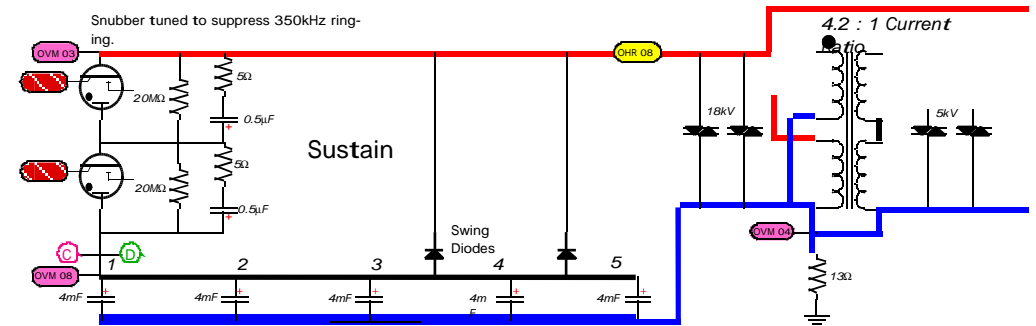 Snubber tuned to suppress 350kHz ring-
ing.
OVM 03
OHR 08
4.2 : 1 Current
ratio
5Ω
20MΩ
0.5µF
18kV
5kV
Sustain
5Ω
20MΩ
0.5µF
Swing
Diodes
OVM 04
C
D
OVM 08
1
2
3
4
5
13Ω
4mF
4mF
4mF
4m
F
4mF